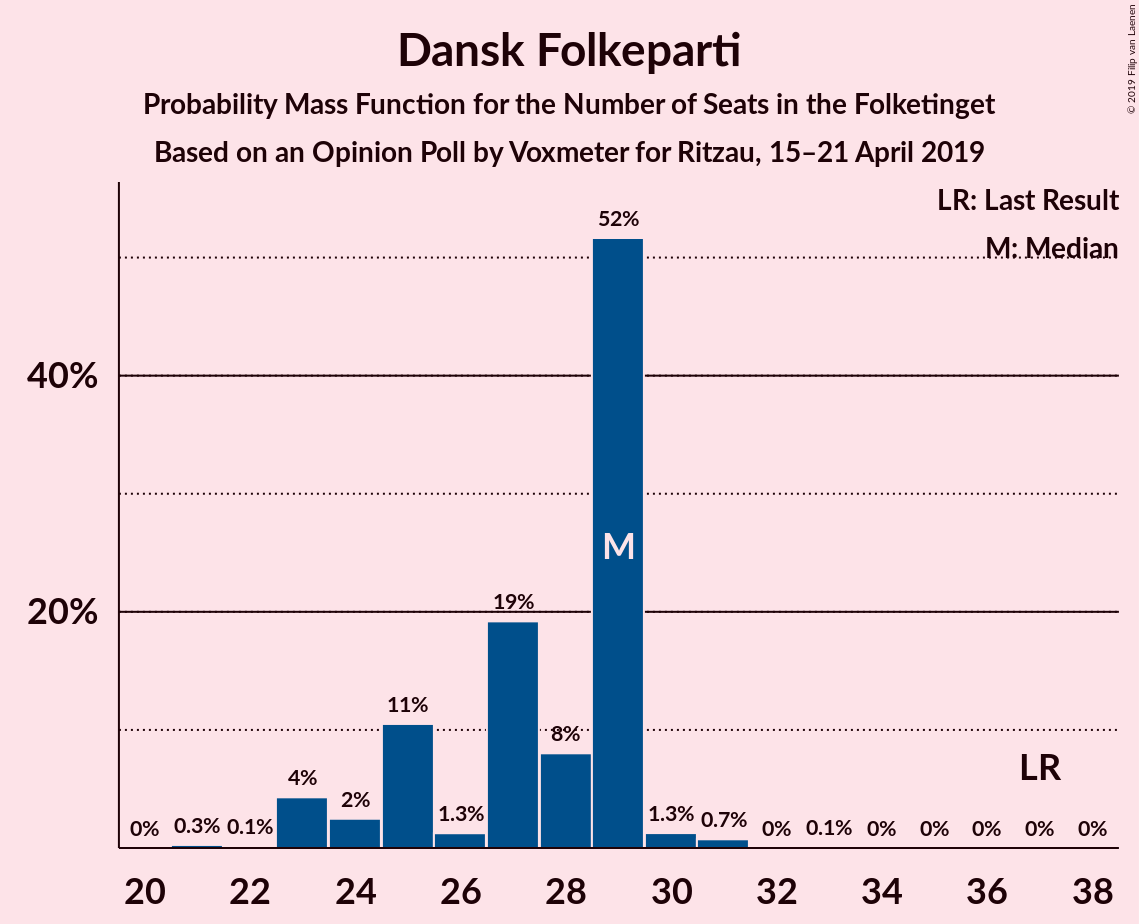 Dansk Folkeparti
Probability Mass Function for the Number of Seats in the Folketinget
Based on an Opinion Poll by Voxmeter for Ritzau, 15–21 April 2019
© 2019 Filip van Laenen
LR: Last Result
M: Median
40%
20%
0%
0.3%
0.1%
4%
2%
11%
1.3%
19%
8%
52%
M
1.3%
0.7%
0%
0.1%
0%
0%
0%
0%
0%
LR
20 22 24 26 28 30 32 34 36 38